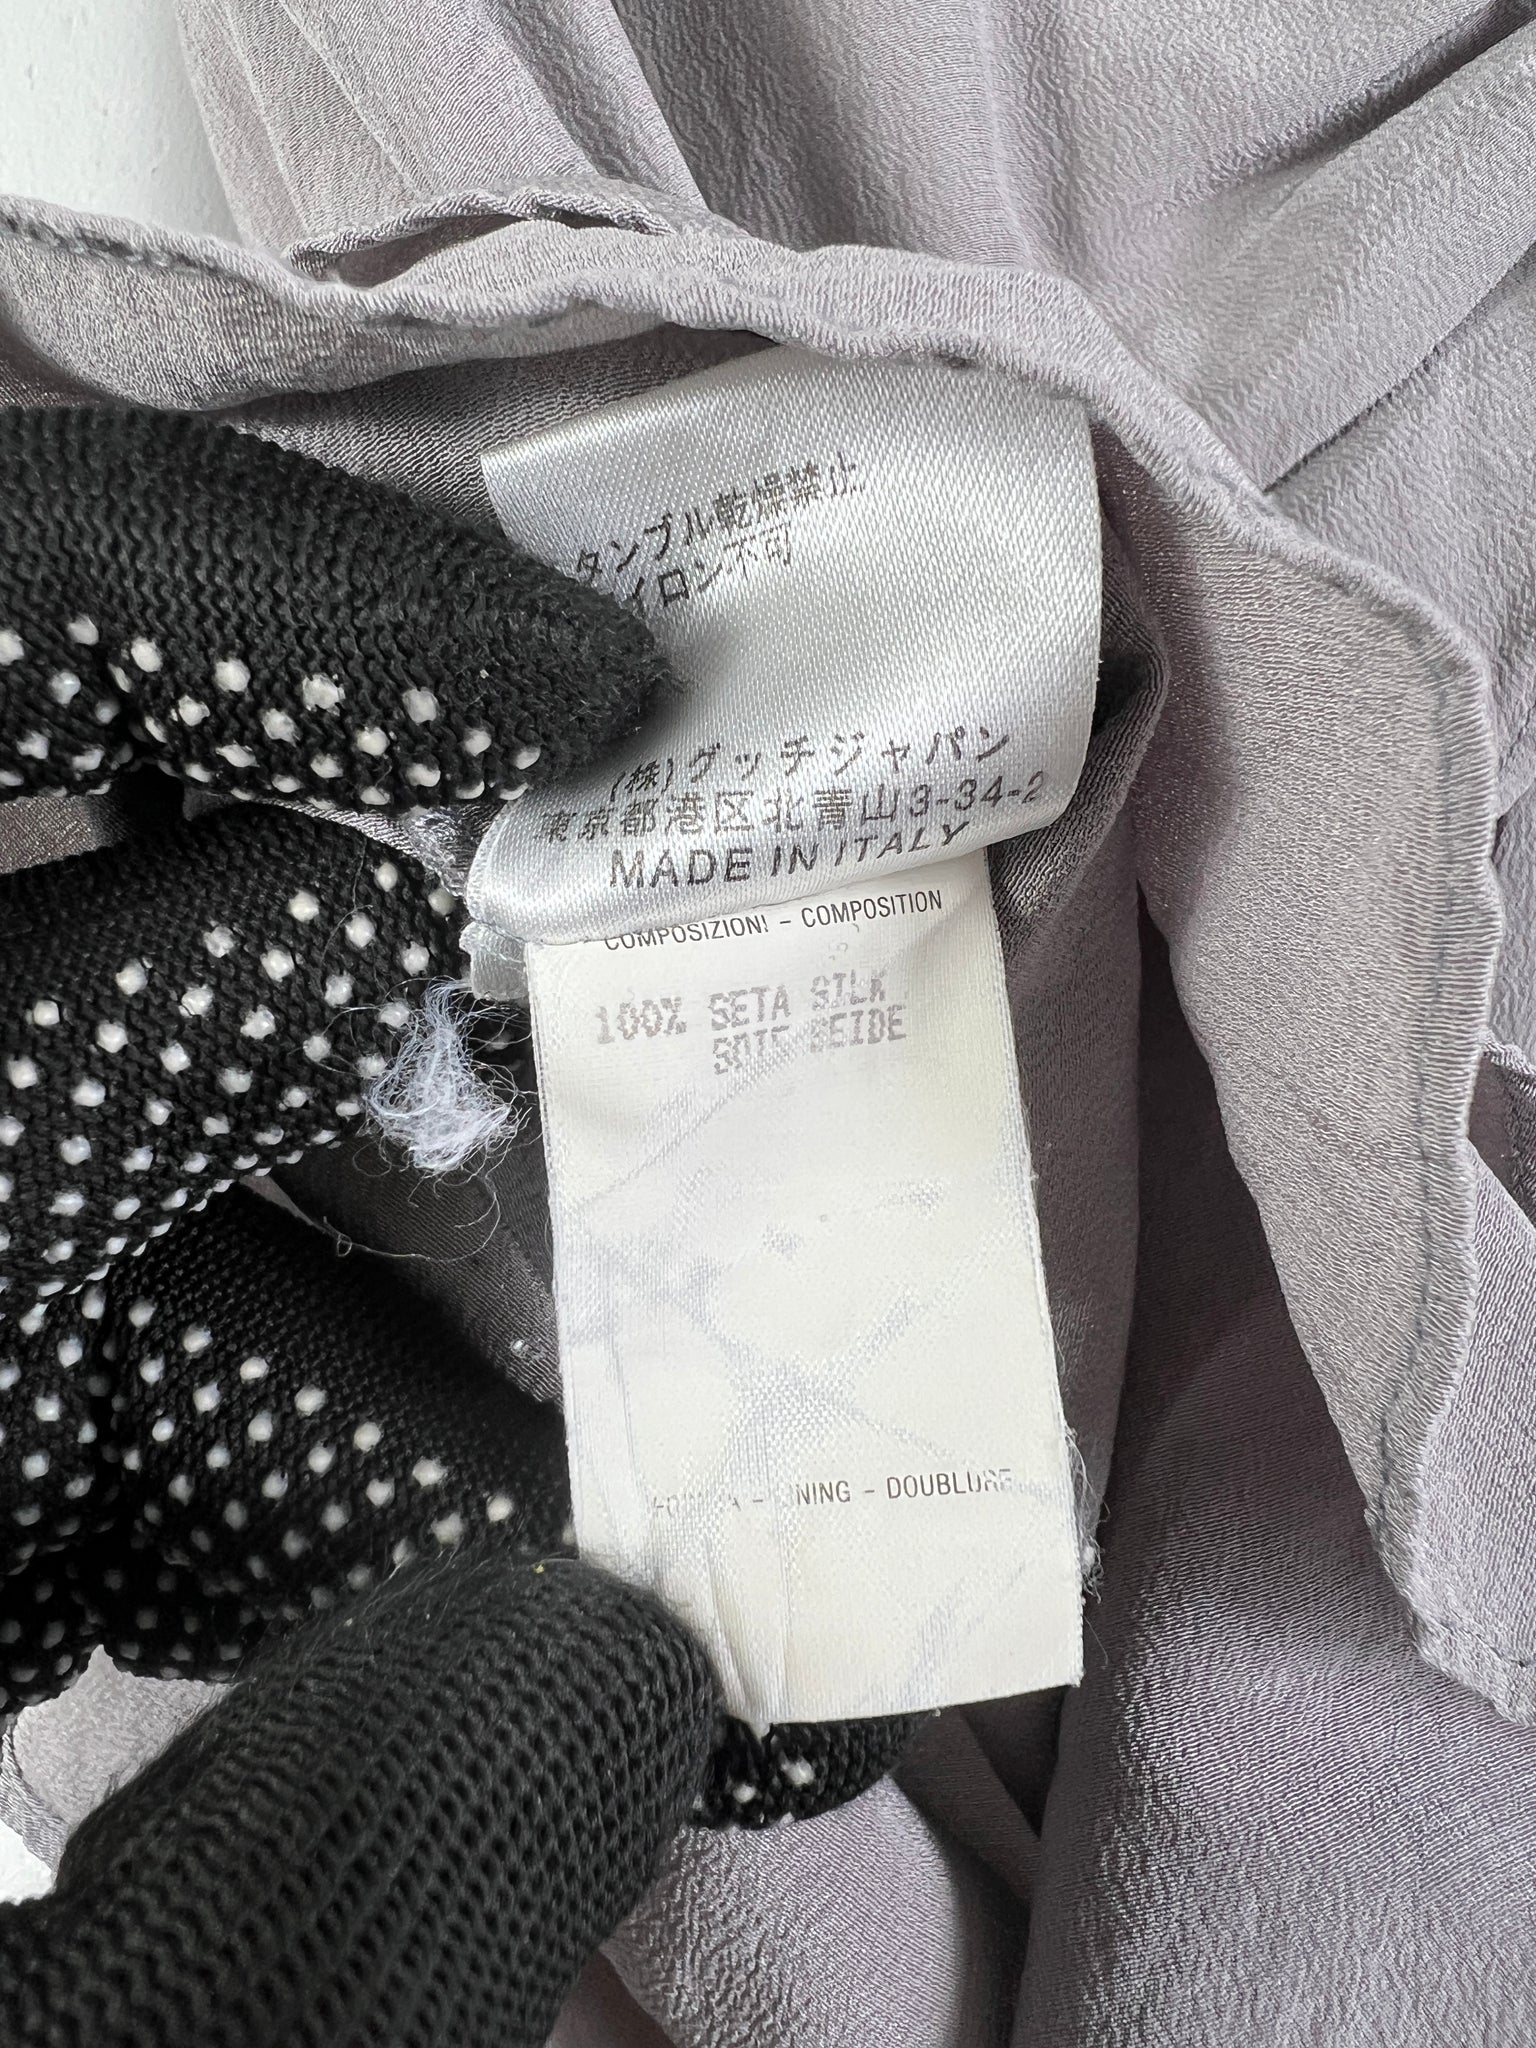 タンブル乾燥禁止
イロン不可
(株)グッチジャパン
東京都港区北青山3-34-2
MADE IN ITALY
COMPOSIZIONI - COMPOSITION
100% SETA SILK
SOIE SEIDE
- NING - DOUBLURE